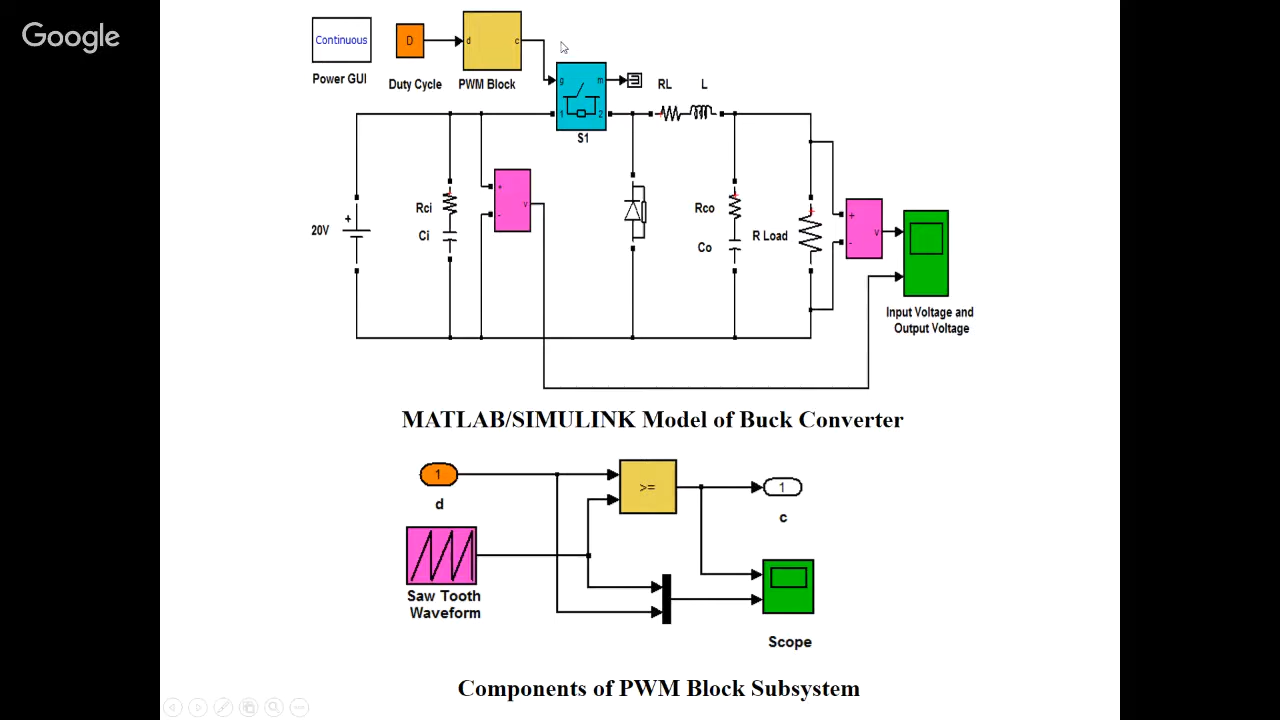 Google
Continuous
Power GUI
D
Duty Cycle
d c
PWM Block
g m
1 2
S1
RL L
20V
+
Rci
Ci
+
-
v
Rco
Co
R Load
+
-
v
Input Voltage and
Output Voltage
MATLAB/SIMULINK Model of Buck Converter
1
d
>=
1
c
Saw Tooth
Waveform
Scope
Components of PWM Block Subsystem